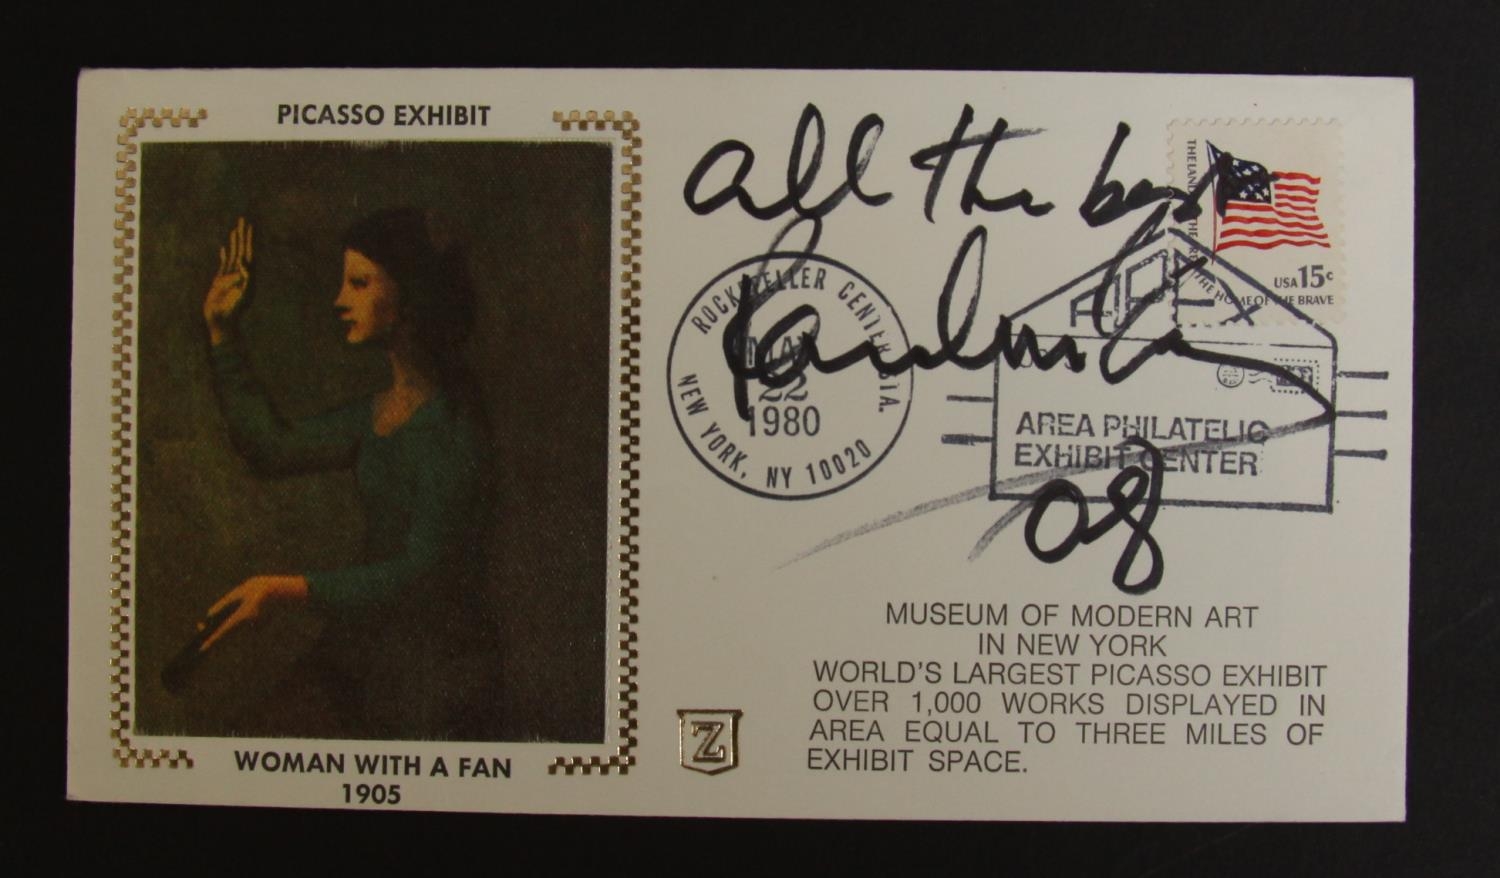 PICASSO EXHIBIT
WOMAN WITH A FAN
1905
all the best
08
ROCKEFELLER CENTER STA.
MAY
22
1980
NEW YORK, NY 10020
THE LAND OF THE FREE THE HOME OF THE BRAVE
USA 15c
APEX
AREA PHILATELIC
EXHIBIT CENTER
Z
MUSEUM OF MODERN ART
IN NEW YORK
WORLD'S LARGEST PICASSO EXHIBIT
OVER 1,000 WORKS DISPLAYED IN
AREA EQUAL TO THREE MILES OF
EXHIBIT SPACE.